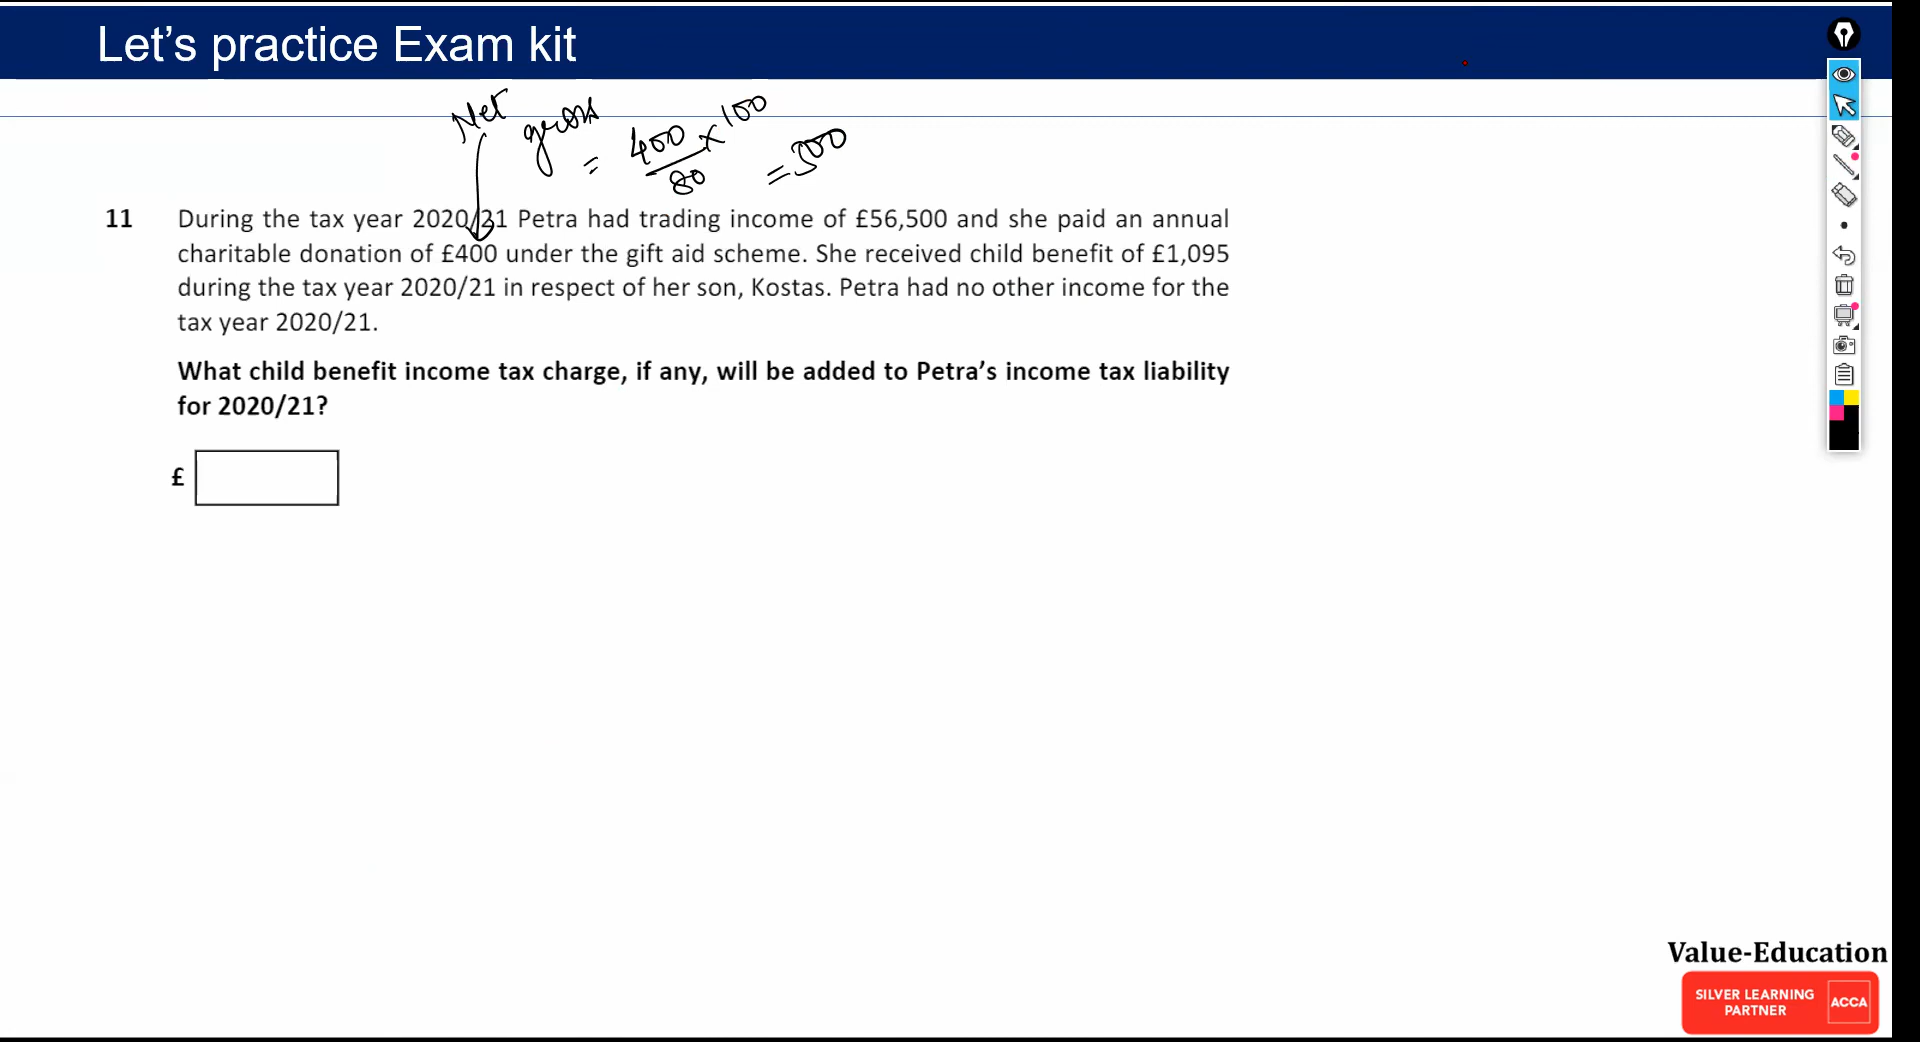 Let's practice Exam kit
Net
gross = 400/80 × 100 = 500
11 During the tax year 2020/21 Petra had trading income of £56,500 and she paid an annual
charitable donation of £400 under the gift aid scheme. She received child benefit of £1,095
during the tax year 2020/21 in respect of her son, Kostas. Petra had no other income for the
tax year 2020/21.
What child benefit income tax charge, if any, will be added to Petra's income tax liability
for 2020/21?
£
Value-Education
SILVER LEARNING
PARTNER
ACCA